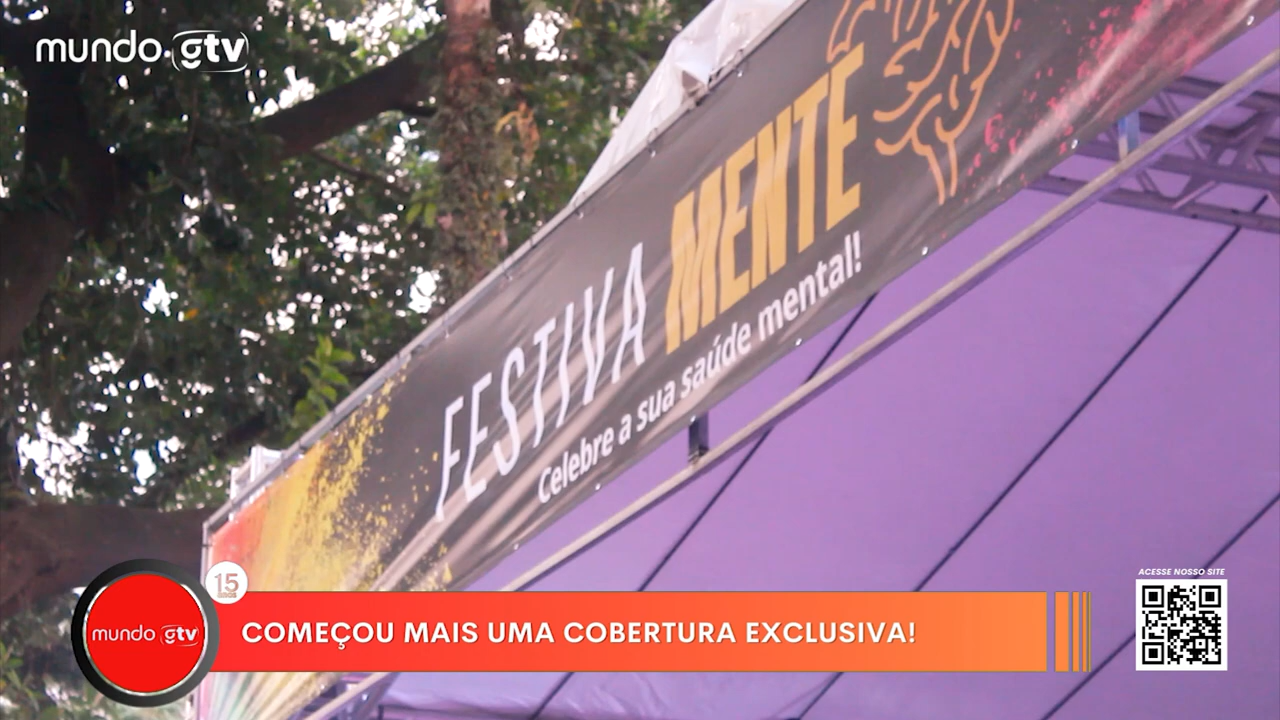 mundo gtv
FESTIVA MENTE
Celebre a sua saúde mental!
15
anos
ACESSE NOSSO SITE
mundo gtv
COMEÇOU MAIS UMA COBERTURA EXCLUSIVA!